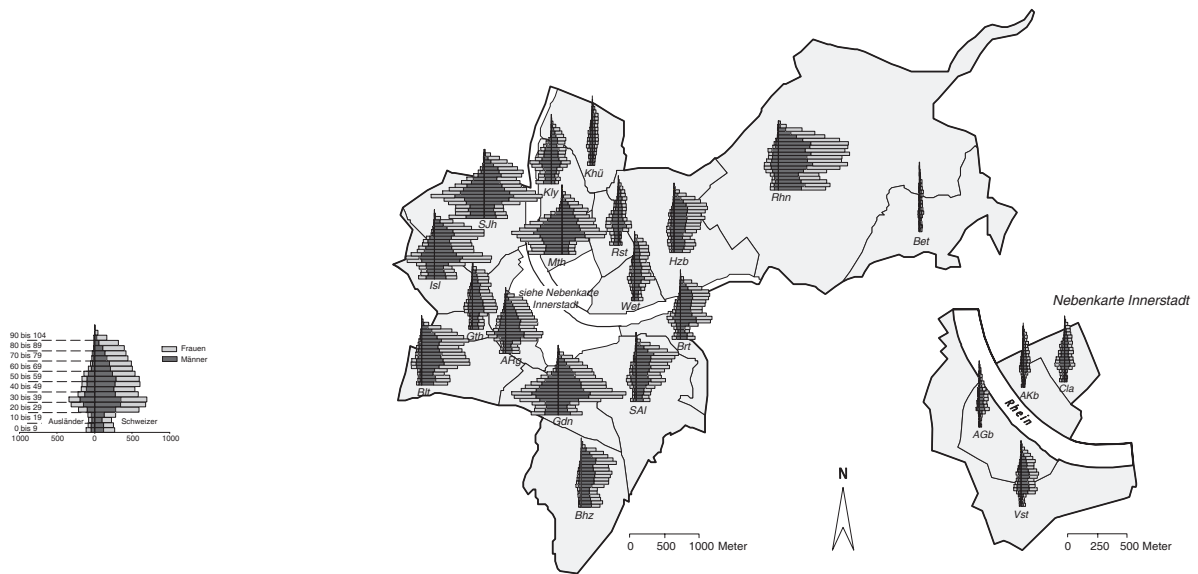 Khü
Kly
SJh
Rhn
Mth
Rst
Hzb
Bet
Isl
siehe Nebenkarte
Innerstadt
Wet
Gth
ARg
Brt
Blt
Gdn
SAl
Bhz
90 bis 104
80 bis 89
70 bis 79
60 bis 69
50 bis 59
40 bis 49
30 bis 39
20 bis 29
10 bis 19
0 bis 9
Ausländer
Schweizer
1000 500 0 500 1000
Frauen
Männer
Nebenkarte Innerstadt
AKb
Cla
Rhein
AGb
Vst
N
0 500 1000 Meter
0 250 500 Meter